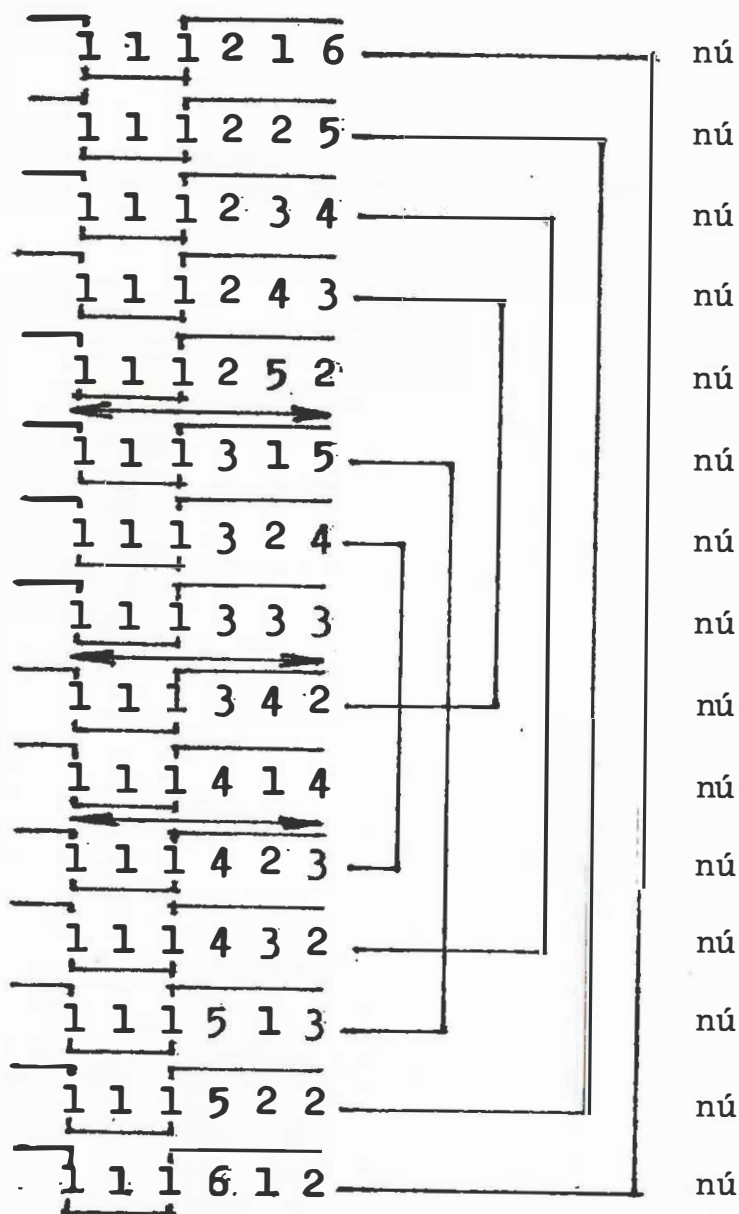 1 1 1 2 1 6 nú
1 1 1 2 2 5 nú
1 1 1 2 3 4 nú
1 1 1 2 4 3 nú
1 1 1 2 5 2 nú
1 1 1 3 1 5 nú
1 1 1 3 2 4 nú
1 1 1 3 3 3 nú
1 1 1 3 4 2 nú
1 1 1 4 1 4 nú
1 1 1 4 2 3 nú
1 1 1 4 3 2 nú
1 1 1 5 1 3 nú
1 1 1 5 2 2 nú
1 1 1 6 1 2 nú